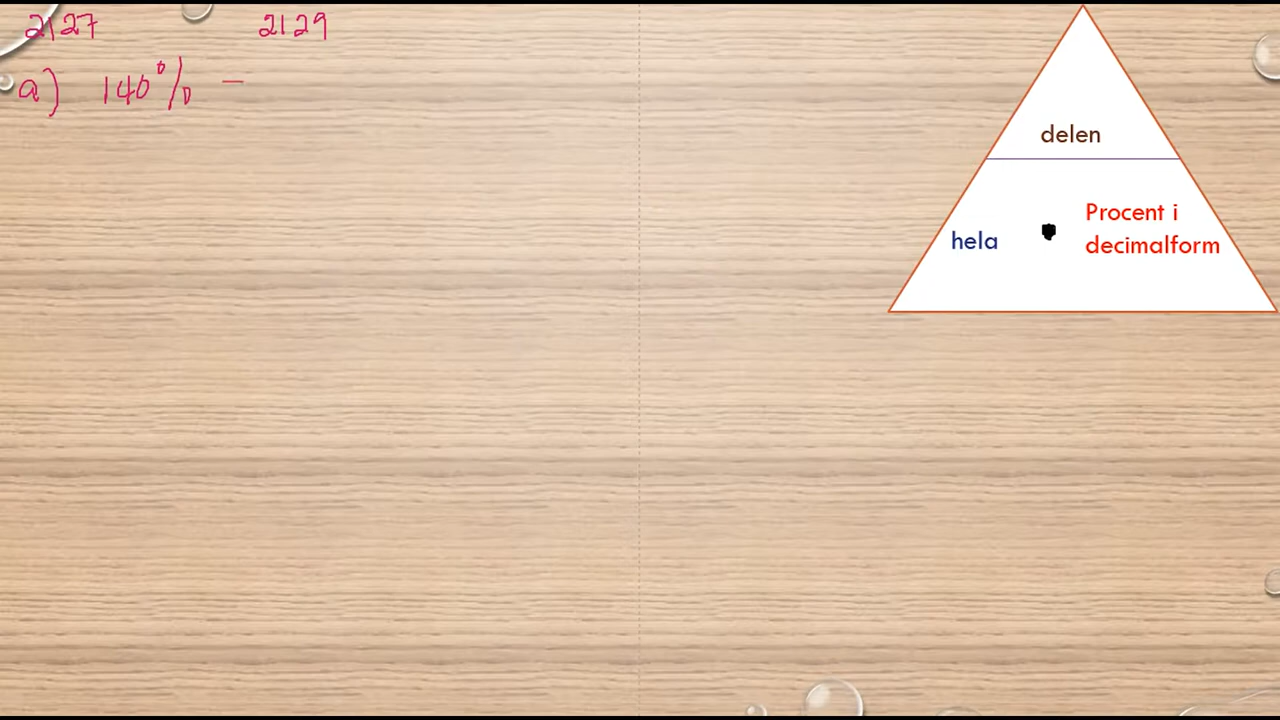 2127 2129
a) 140% =
delen
hela
Procent i
decimalform